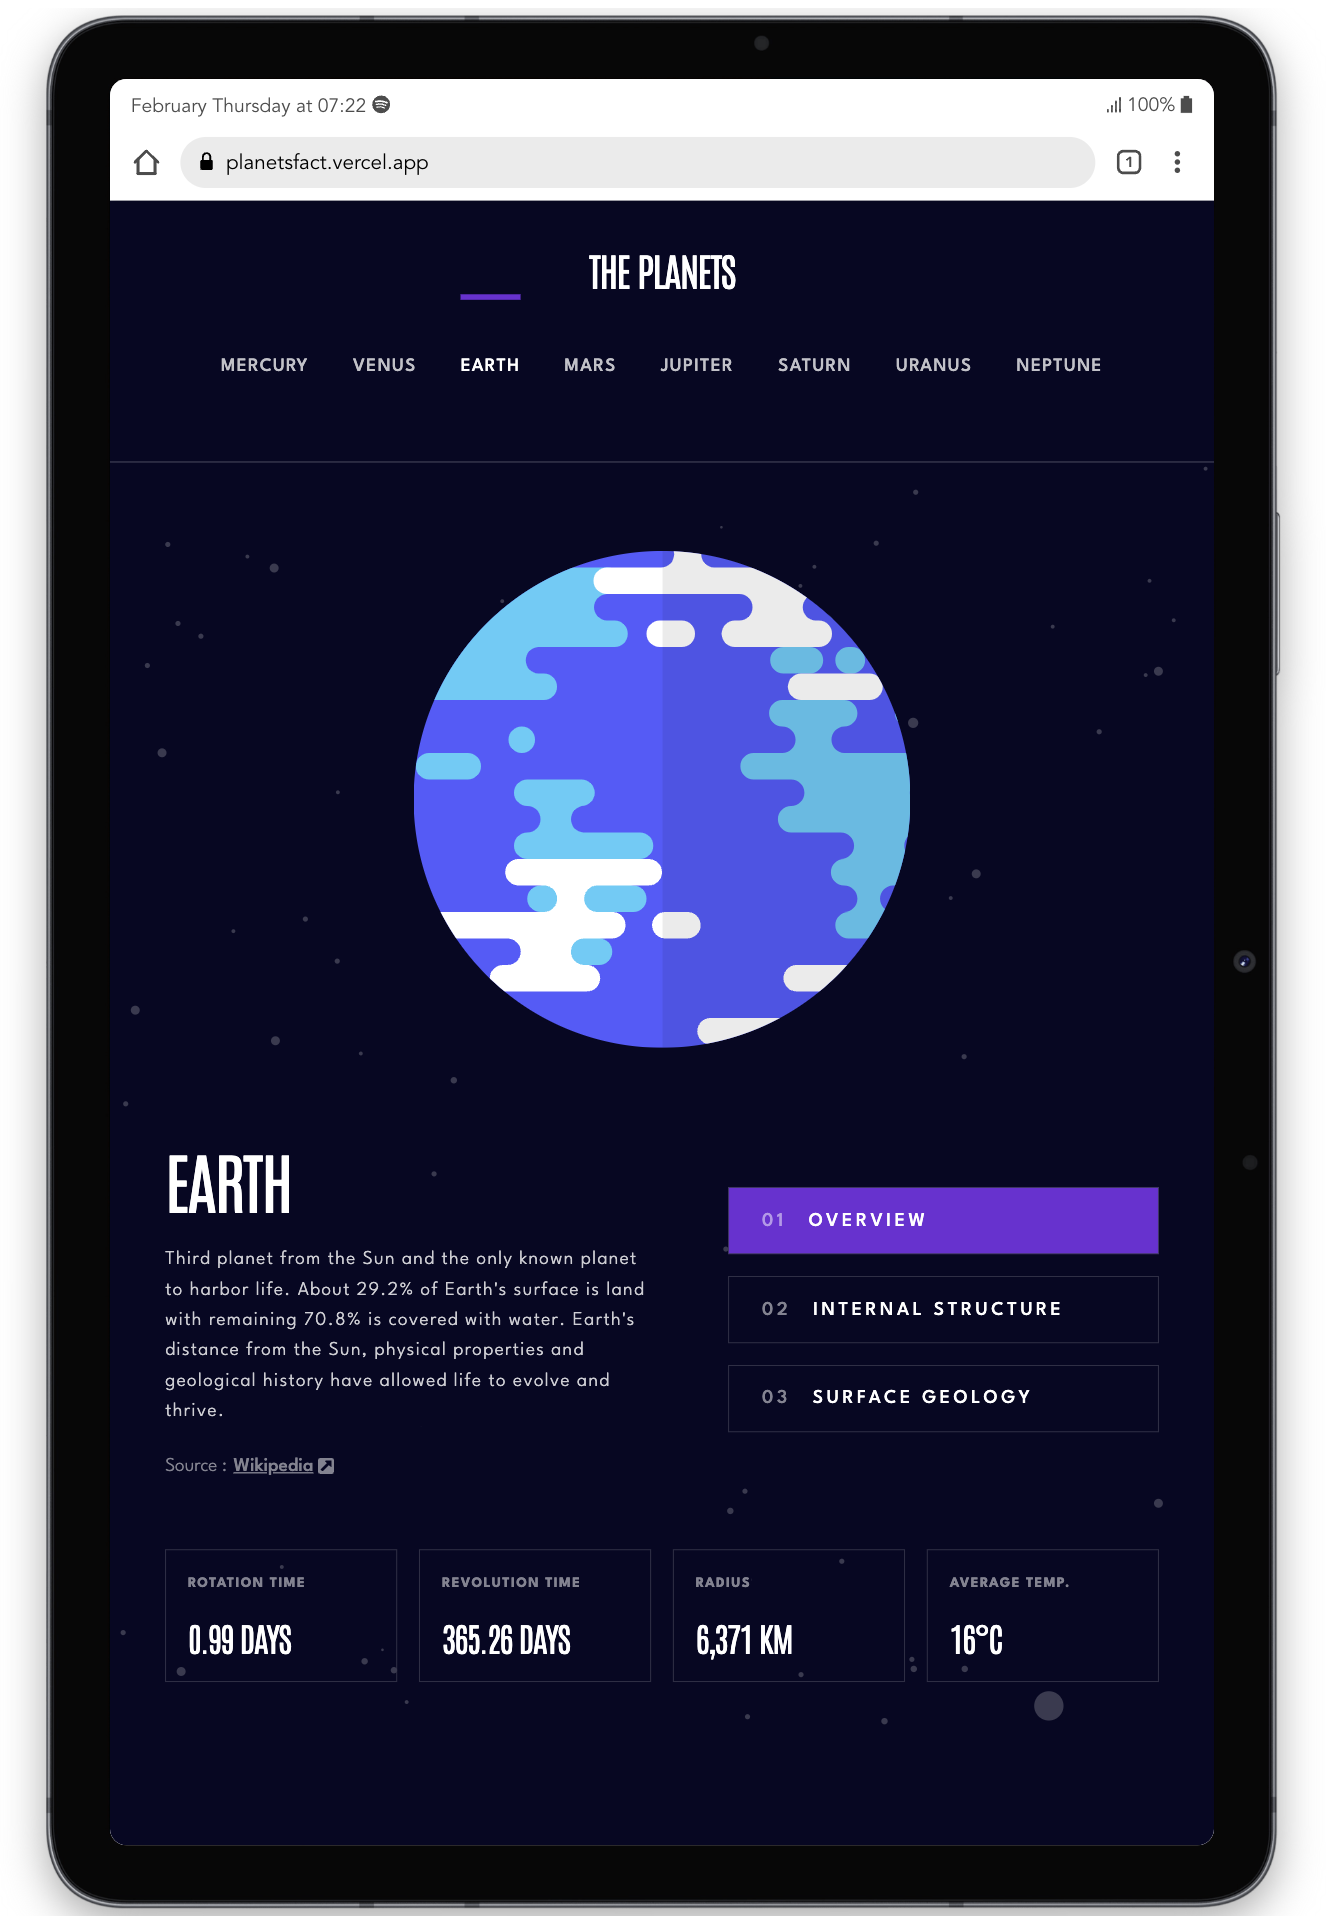 February Thursday at 07:22
100%
planetsfact.vercel.app
1
THE PLANETS
MERCURY VENUS EARTH MARS JUPITER SATURN URANUS NEPTUNE
EARTH
Third planet from the Sun and the only known planet
to harbor life. About 29.2% of Earth's surface is land
with remaining 70.8% is covered with water. Earth's
distance from the Sun, physical properties and
geological history have allowed life to evolve and
thrive.
Source : Wikipedia
01 OVERVIEW
02 INTERNAL STRUCTURE
03 SURFACE GEOLOGY
ROTATION TIME
0.99 DAYS
REVOLUTION TIME
365.26 DAYS
RADIUS
6,371 KM
AVERAGE TEMP.
16°C